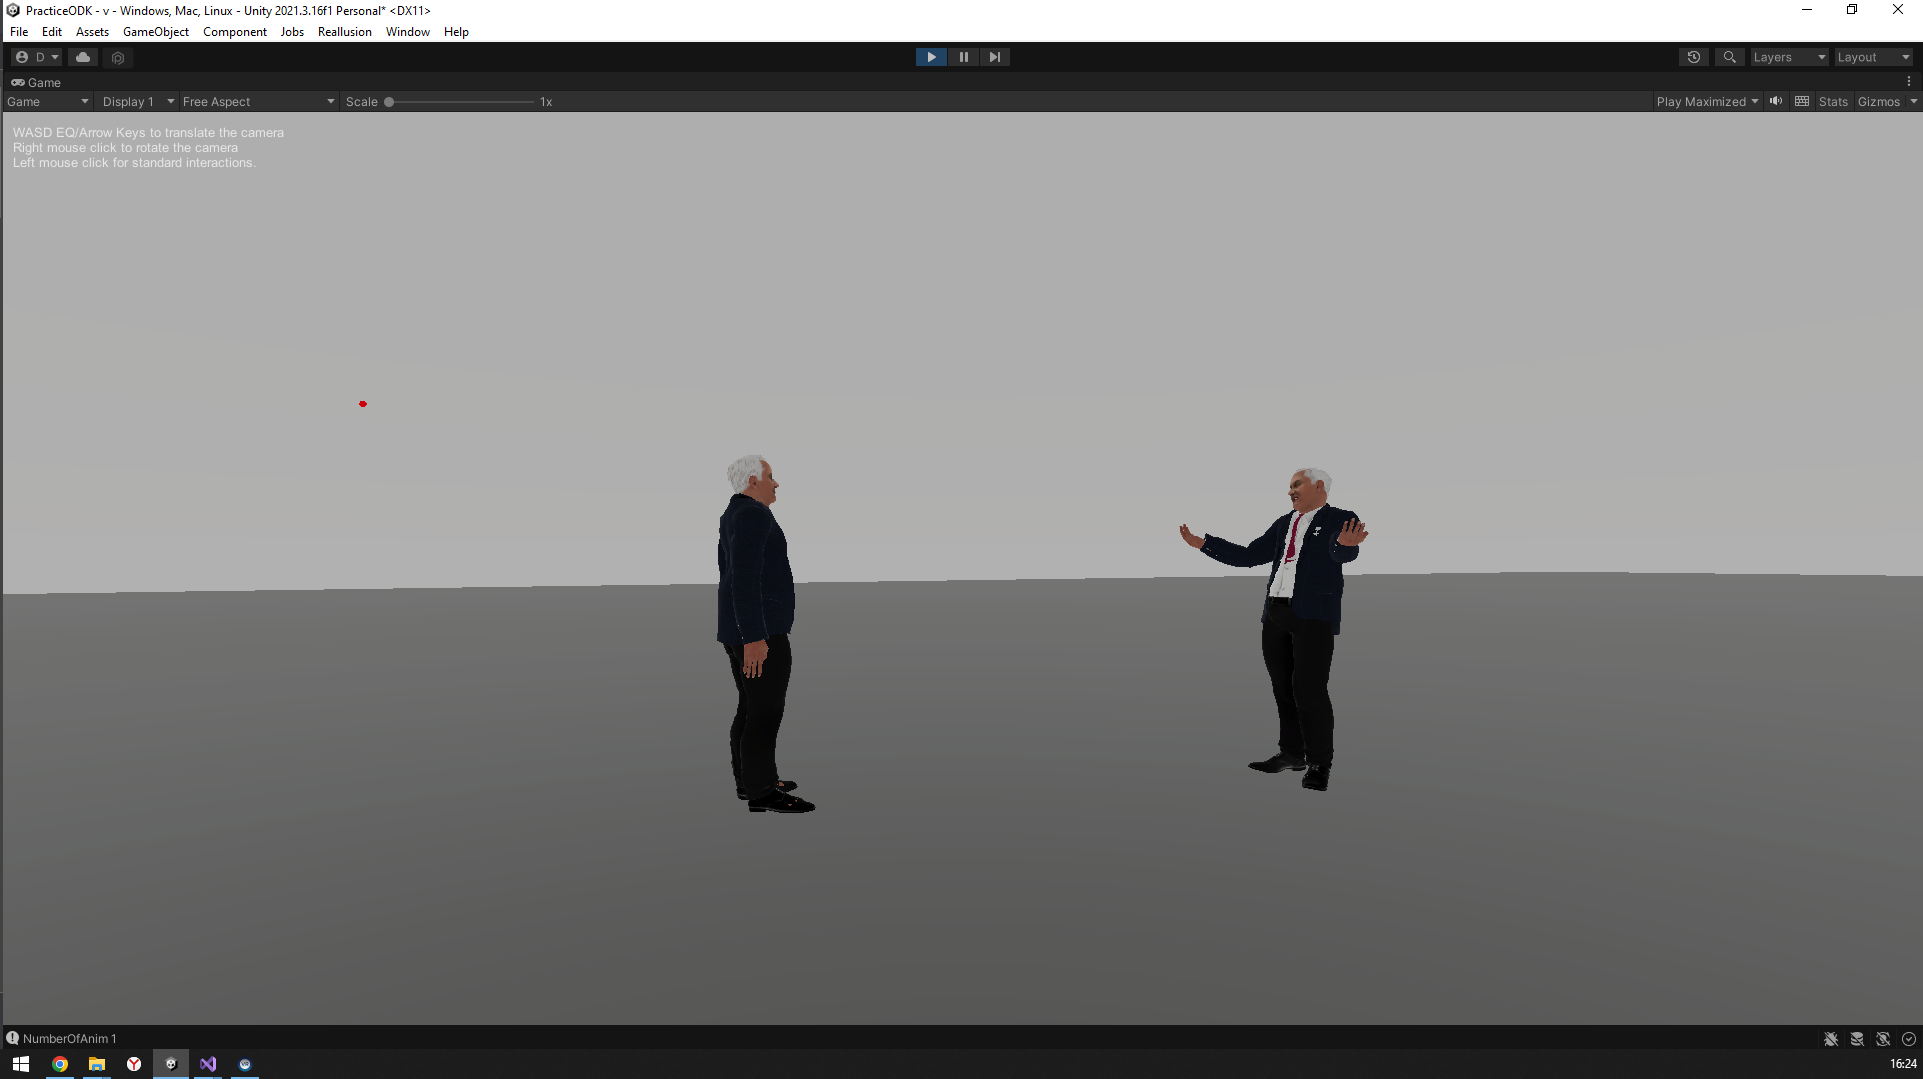 PracticeODK - v - Windows, Mac, Linux - Unity 2021.3.16f1 Personal* <DX11>
File Edit Assets GameObject Component Jobs Reallusion Window Help
D Layers Layout
Game
Game Display 1 Free Aspect Scale 1x Play Maximized Stats Gizmos
WASD EQ/Arrow Keys to translate the camera
Right mouse click to rotate the camera
Left mouse click for standard interactions.
NumberOfAnim 1
16:24